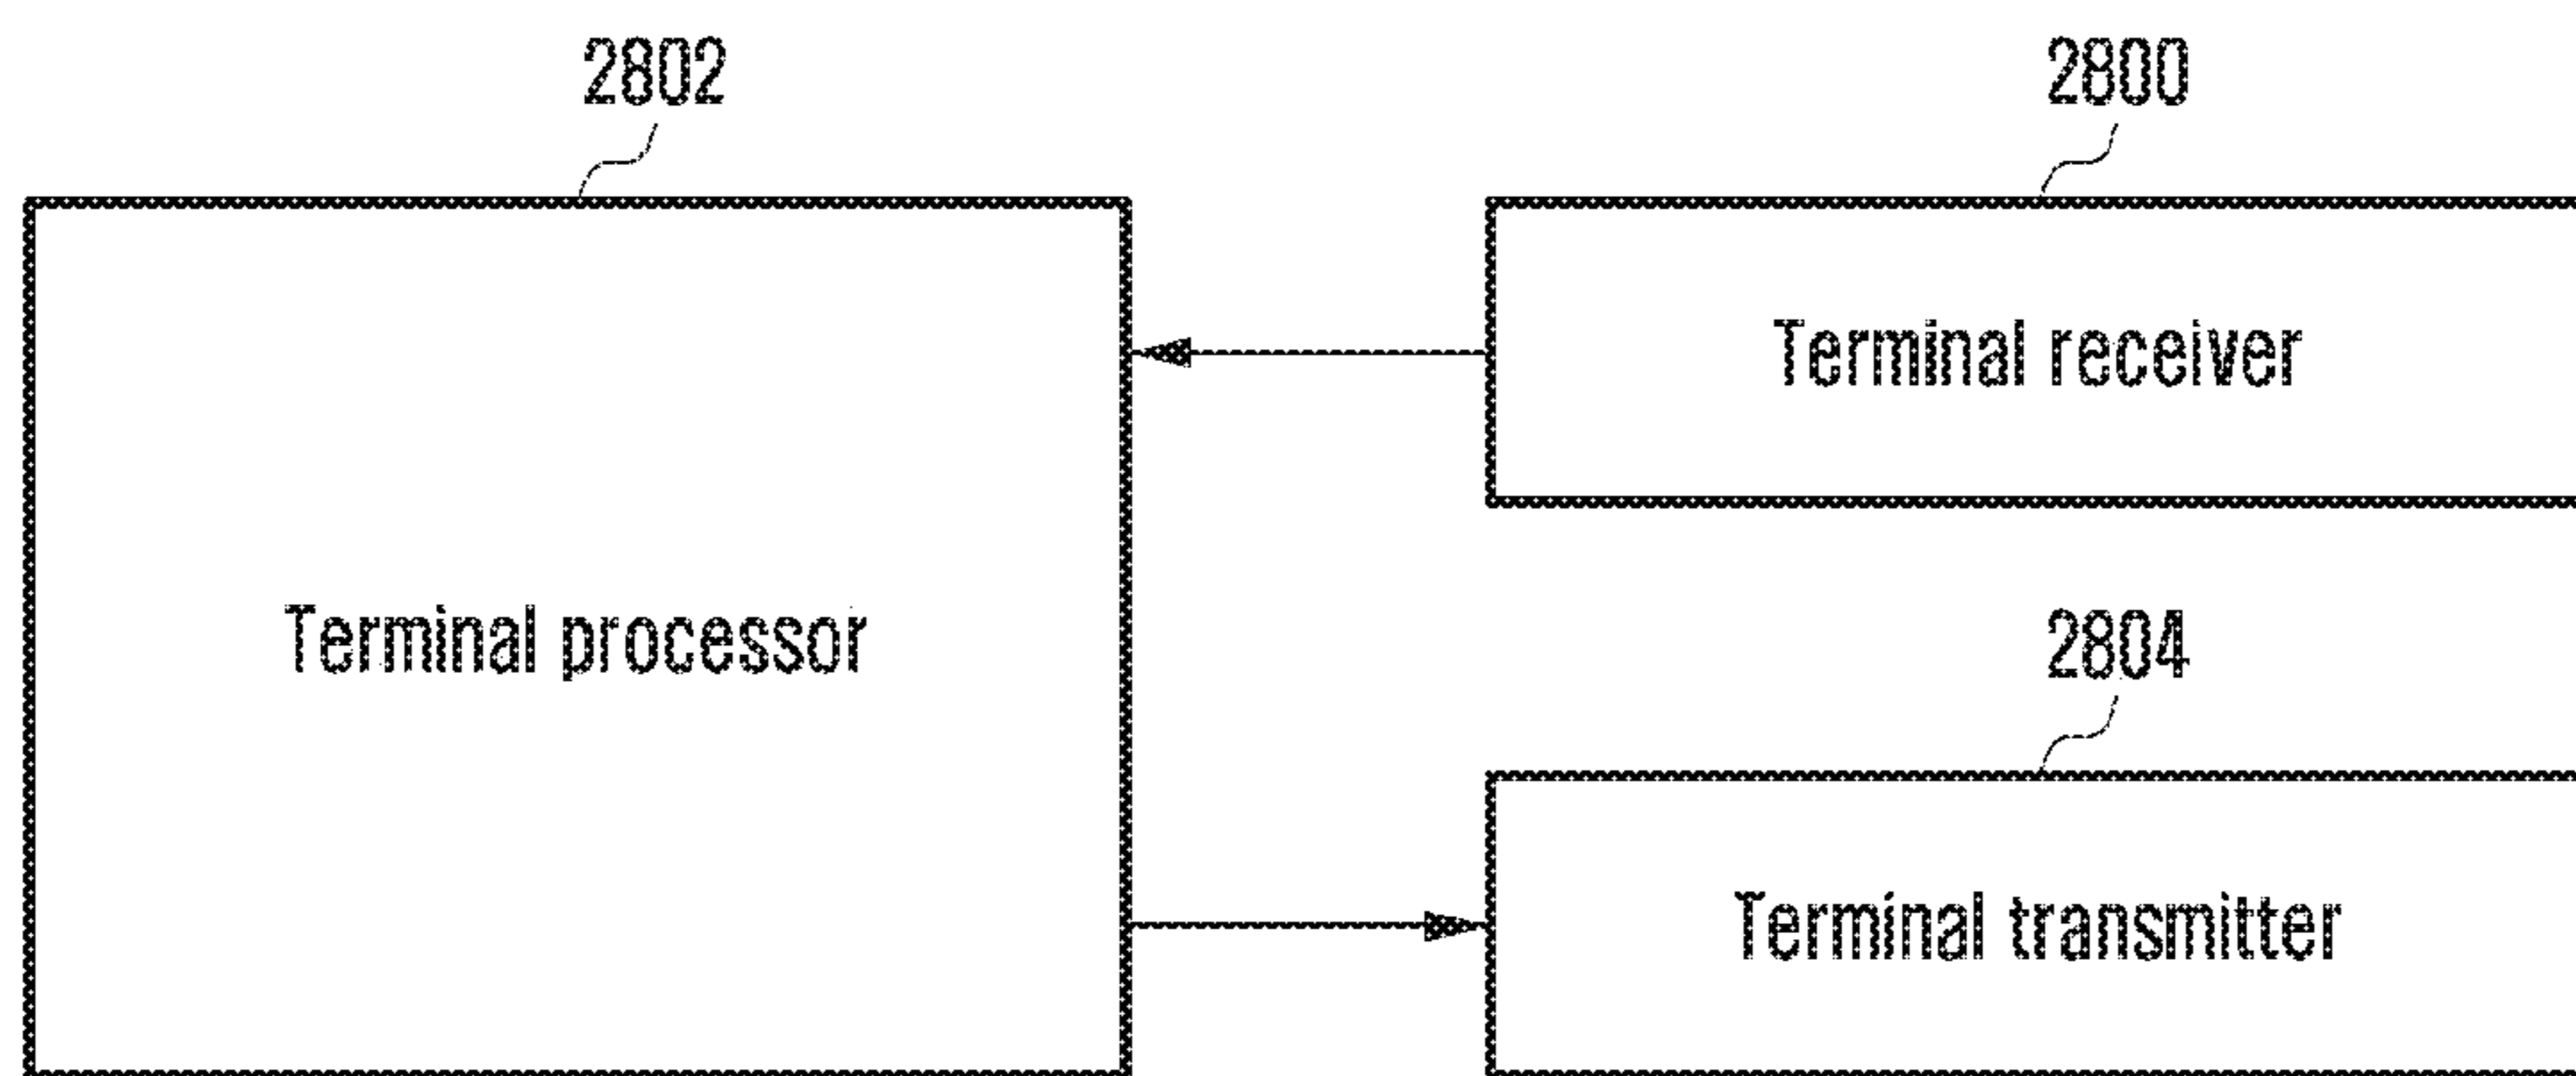 2802
2800
Terminal receiver
Terminal processor
2804
Terminal transmitter